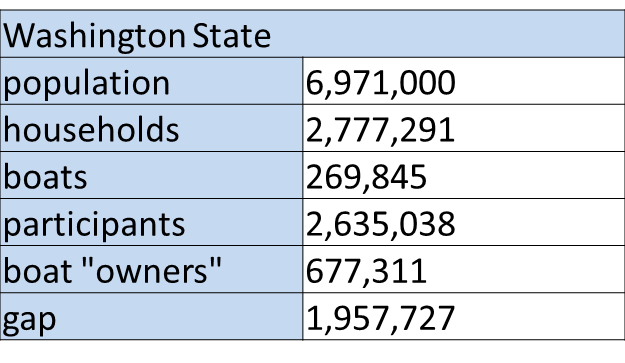 Washington State
population 6,971,000
households 2,777,291
boats 269,845
participants 2,635,038
boat "owners" 677,311
gap 1,957,727